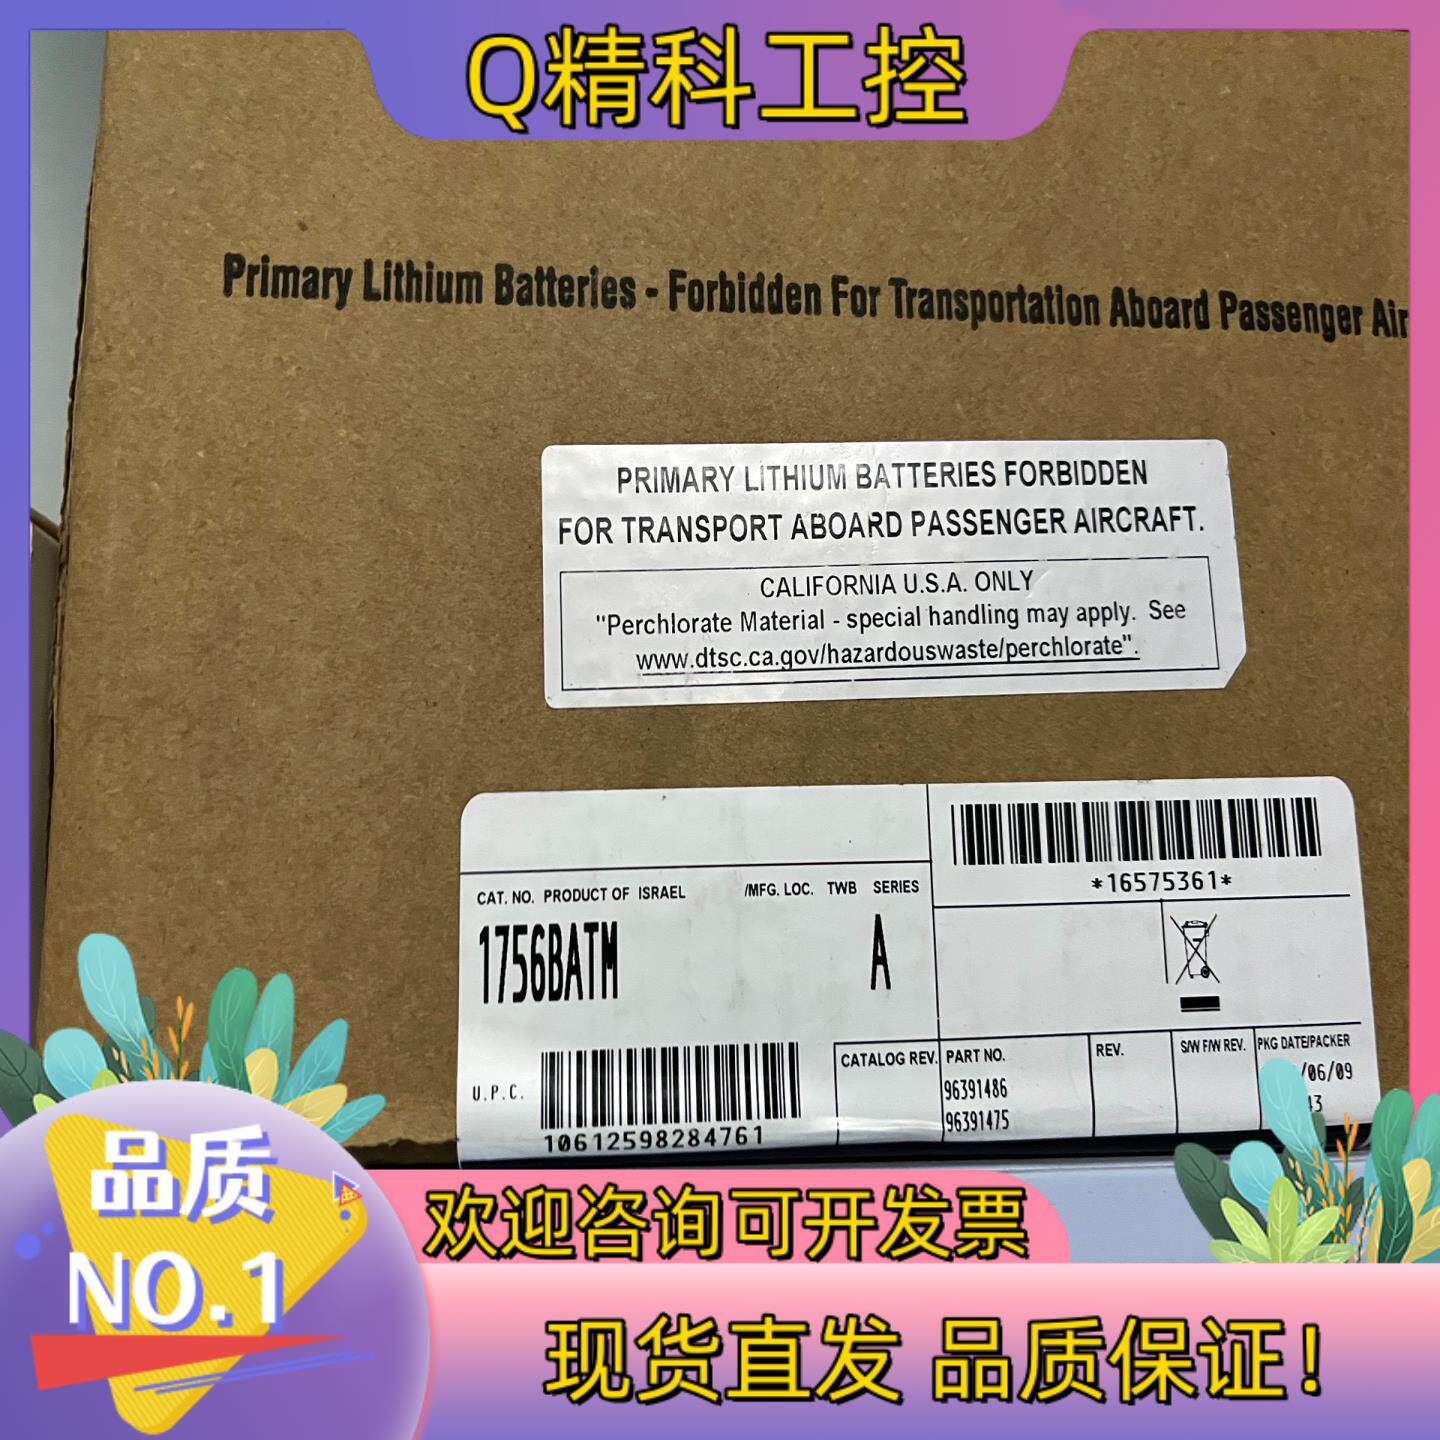 Q精科工控
Primary Lithium Batteries - Forbidden For Transportation Aboard Passenger Air
PRIMARY LITHIUM BATTERIES FORBIDDEN
FOR TRANSPORT ABOARD PASSENGER AIRCRAFT.
CALIFORNIA U.S.A. ONLY
"Perchlorate Material - special handling may apply. See
www.dtsc.ca.gov/hazardouswaste/perchlorate".
*16575361*
CAT. NO. PRODUCT OF ISRAEL /MFG. LOC. TWB SERIES
1756BATM A
U.P.C.
10612598284761
CATALOG REV. PART NO. REV. S/W F/W REV. PKG DATE/PACKER
96391486 /06/09
96391475
品质
NO.1
欢迎咨询可开发票
现货直发 品质保证!